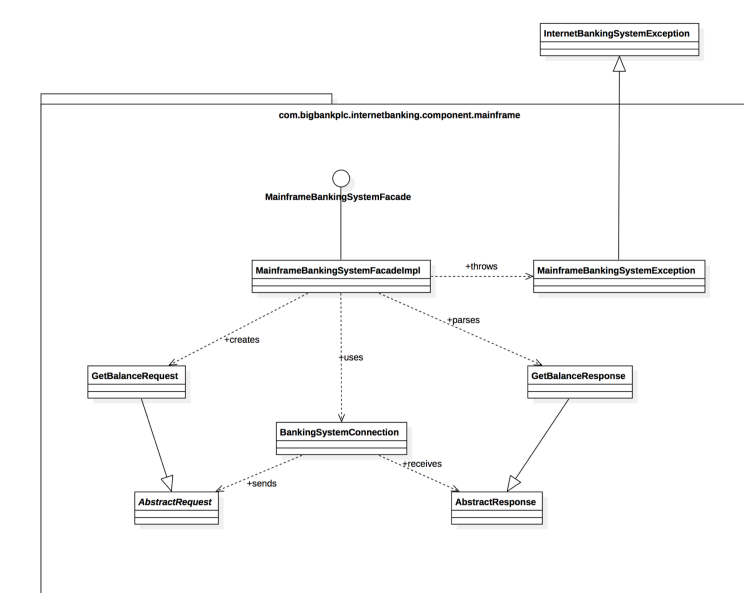 InternetBankingSystemException
com.bigbankplc.internetbanking.component.mainframe
MainframeBankingSystemFacade
MainframeBankingSystemFacadeImpl
+throws
MainframeBankingSystemException
+creates
+uses
+parses
GetBalanceRequest
GetBalanceResponse
BankingSystemConnection
+sends
+receives
AbstractRequest
AbstractResponse